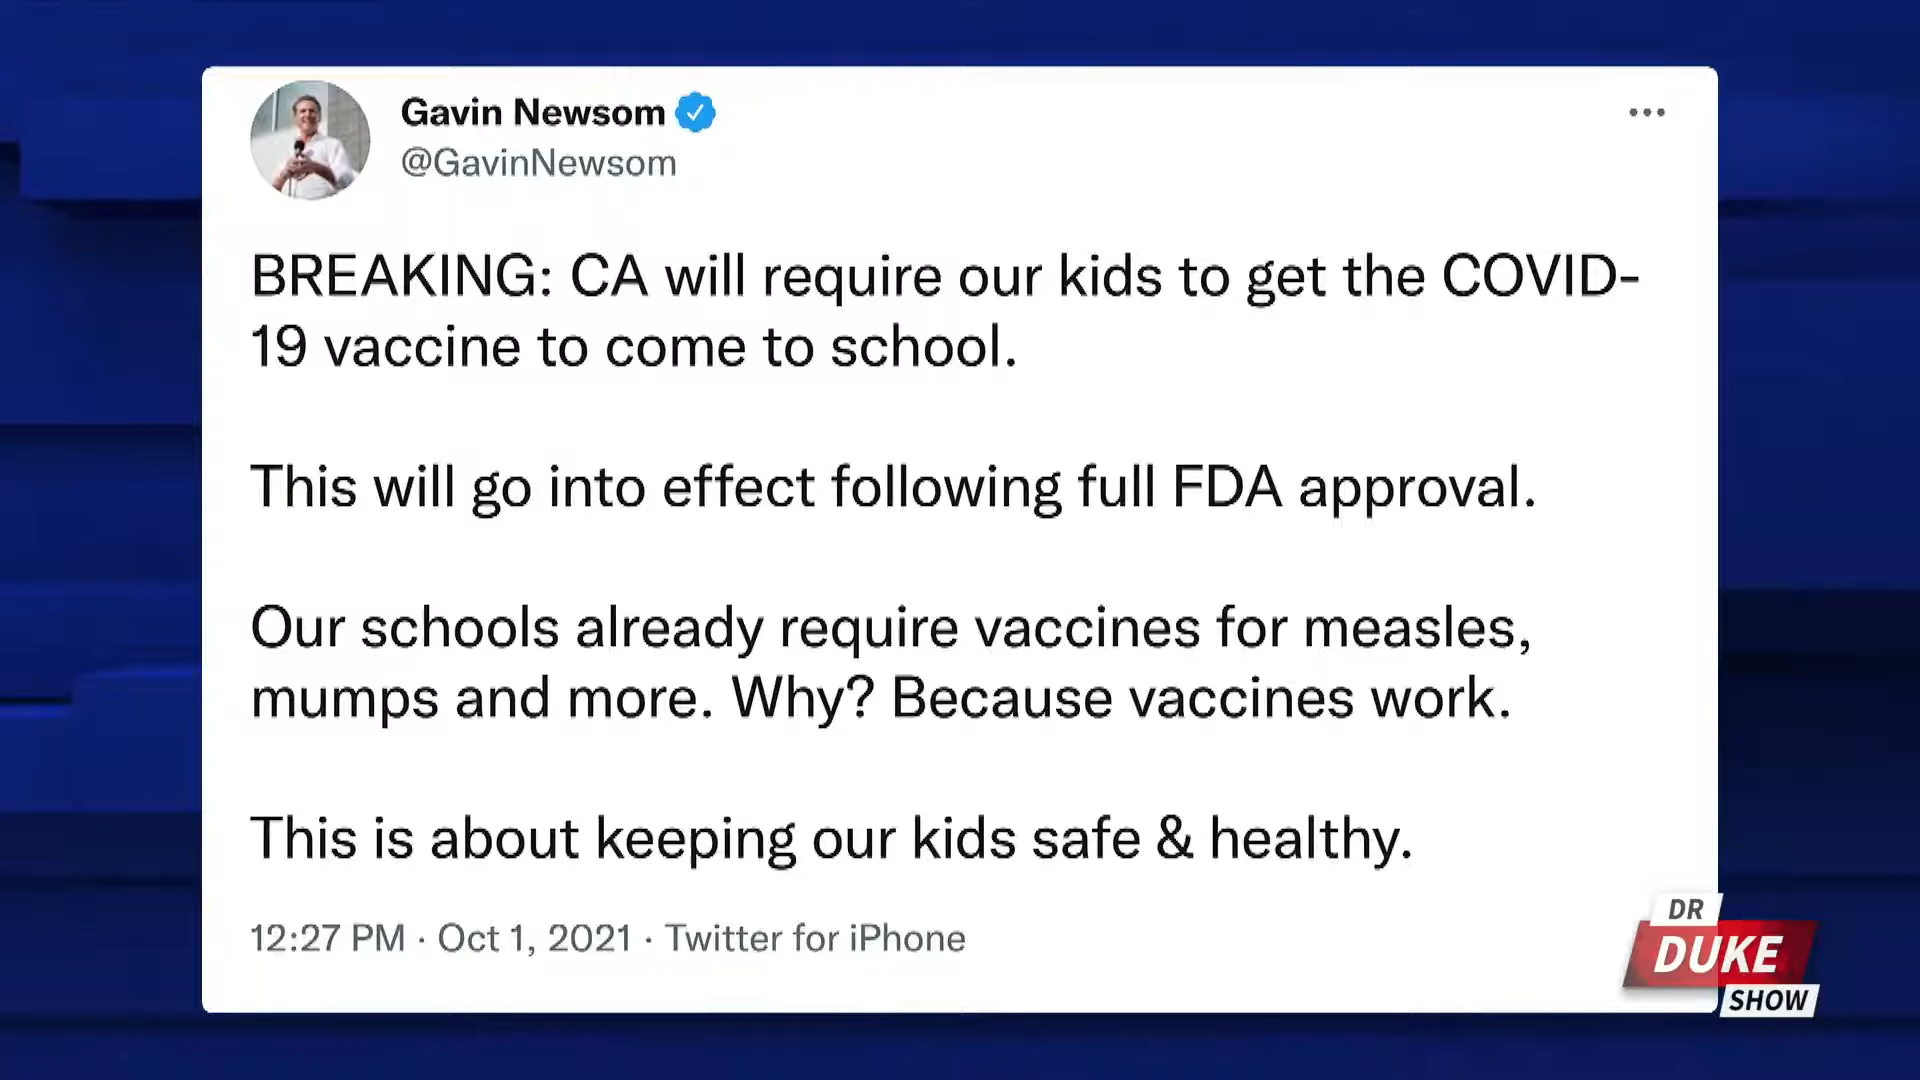 Gavin Newsom
@GavinNewsom
BREAKING: CA will require our kids to get the COVID-
19 vaccine to come to school.
This will go into effect following full FDA approval.
Our schools already require vaccines for measles,
mumps and more. Why? Because vaccines work.
This is about keeping our kids safe & healthy.
12:27 PM · Oct 1, 2021 · Twitter for iPhone
DR
DUKE
SHOW